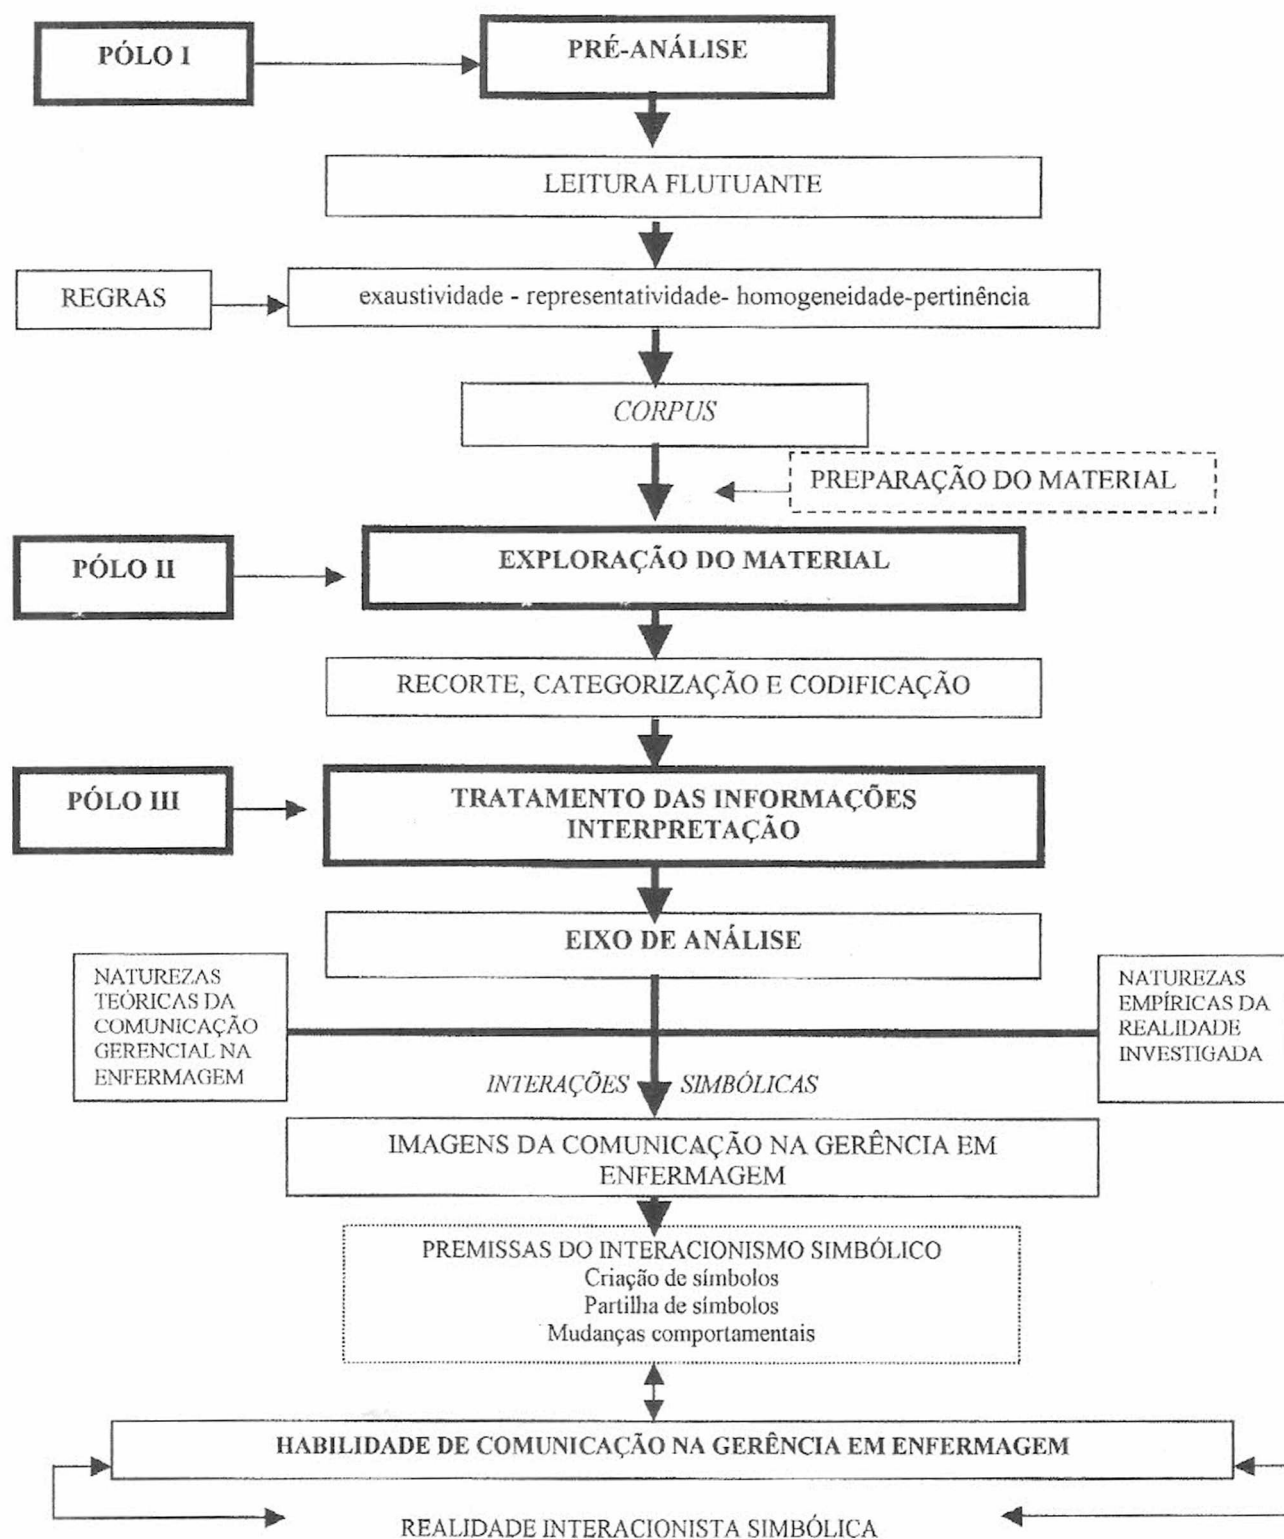 PÓLO I
PRÉ-ANÁLISE
LEITURA FLUTUANTE
REGRAS
exaustividade - representatividade- homogeneidade-pertinência
CORPUS
PREPARAÇÃO DO MATERIAL
PÓLO II
EXPLORAÇÃO DO MATERIAL
RECORTE, CATEGORIZAÇÃO E CODIFICAÇÃO
PÓLO III
TRATAMENTO DAS INFORMAÇÕES
INTERPRETAÇÃO
EIXO DE ANÁLISE
NATUREZAS
TEÓRICAS DA
COMUNICAÇÃO
GERENCIAL NA
ENFERMAGEM
NATUREZAS
EMPÍRICAS DA
REALIDADE
INVESTIGADA
INTERAÇÕES SIMBÓLICAS
IMAGENS DA COMUNICAÇÃO NA GERÊNCIA EM
ENFERMAGEM
PREMISSAS DO INTERACIONISMO SIMBÓLICO
Criação de símbolos
Partilha de símbolos
Mudanças comportamentais
HABILIDADE DE COMUNICAÇÃO NA GERÊNCIA EM ENFERMAGEM
REALIDADE INTERACIONISTA SIMBÓLICA